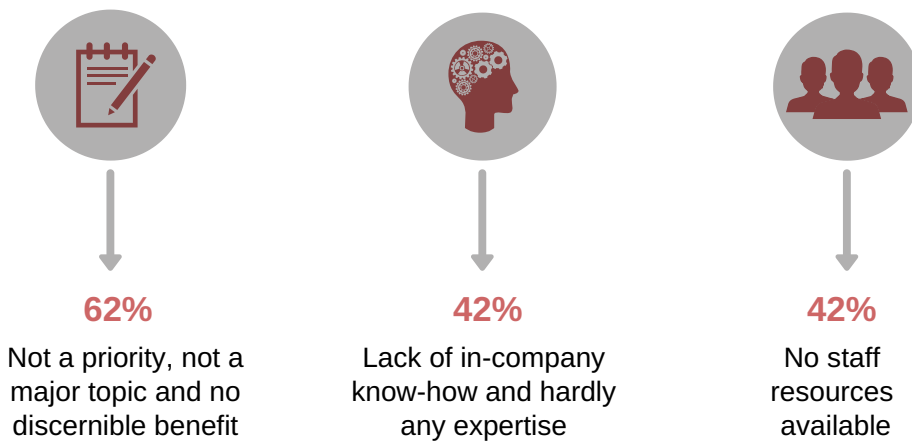 62%
Not a priority, not a
major topic and no
discernible benefit
42%
Lack of in-company
know-how and hardly
any expertise
42%
No staff
resources
available